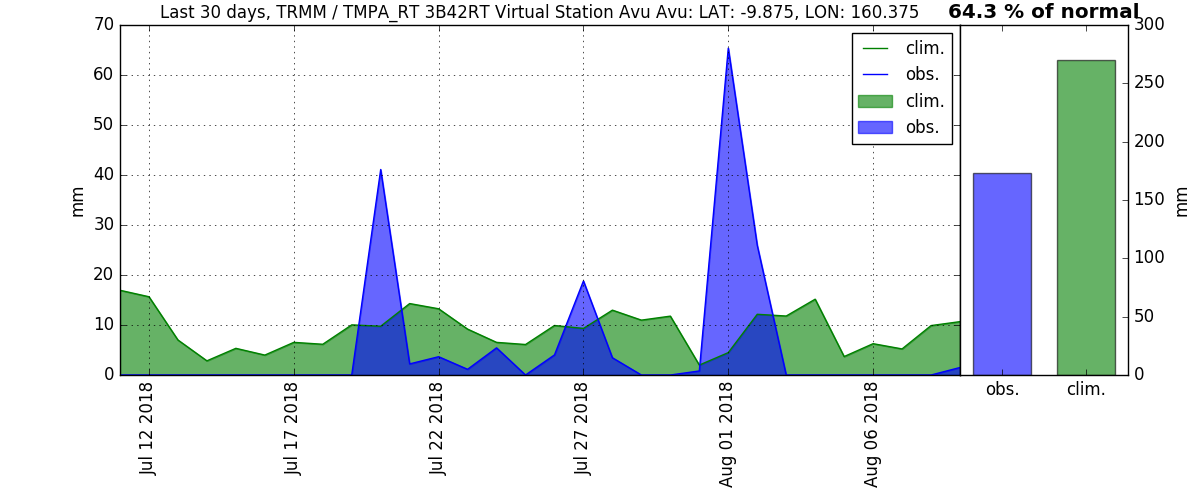 Last 30 days, TRMM / TMPA_RT 3B42RT Virtual Station Avu Avu: LAT: -9.875, LON: 160.375
64.3 % of normal
70
60
50
40
30
20
10
0
mm
Jul 12 2018
Jul 17 2018
Jul 22 2018
Jul 27 2018
Aug 01 2018
Aug 06 2018
clim.
obs.
clim.
obs.
300
250
200
150
100
50
0
mm
obs.
clim.